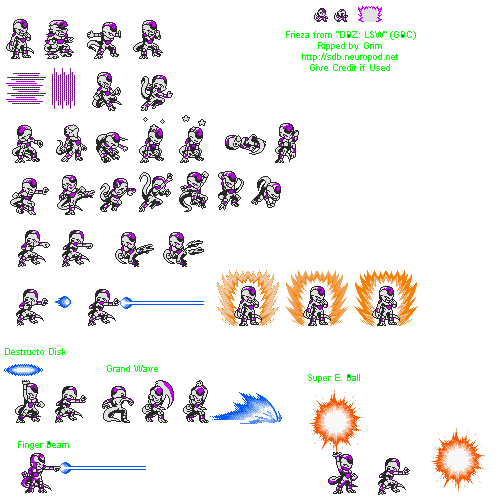 Frieza from "DBZ: LSW" (GBC)
Ripped by Grim
http://sdb.neuropod.net
Give Credit if Used
Destructo Disk
Grand Wave
Super E. Ball
Finger Beam